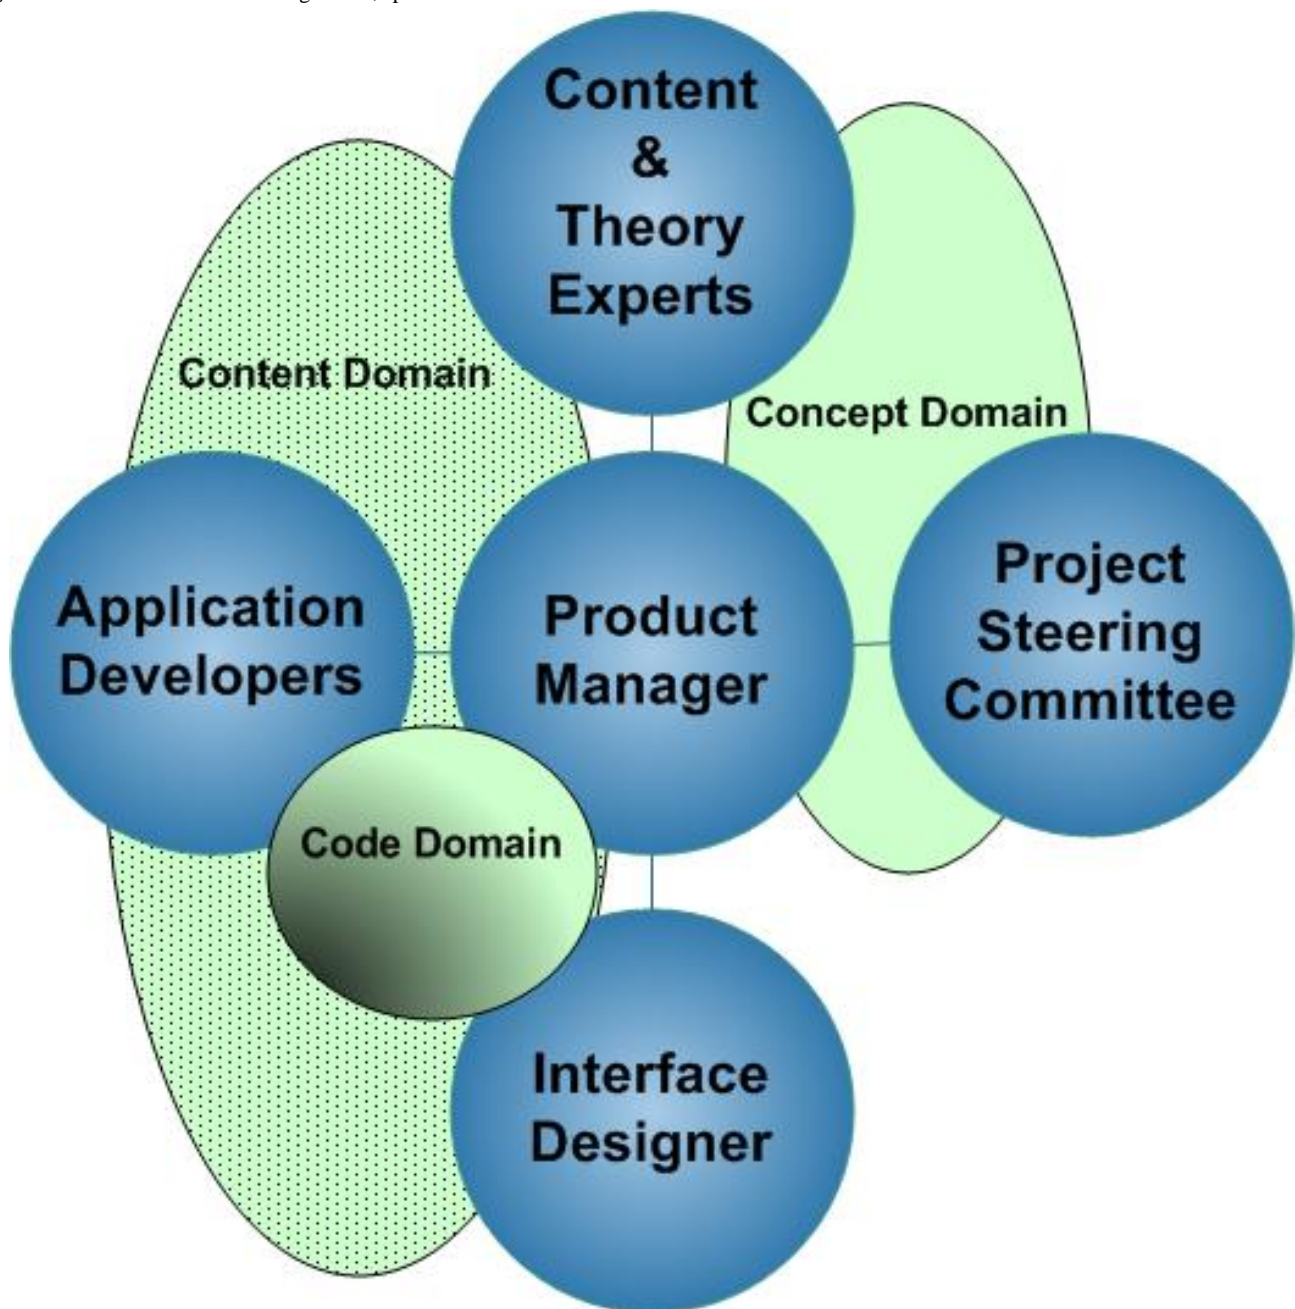 Content
&
Theory
Experts
Content Domain
Concept Domain
Application
Developers
Product
Manager
Project
Steering
Committee
Code Domain
Interface
Designer